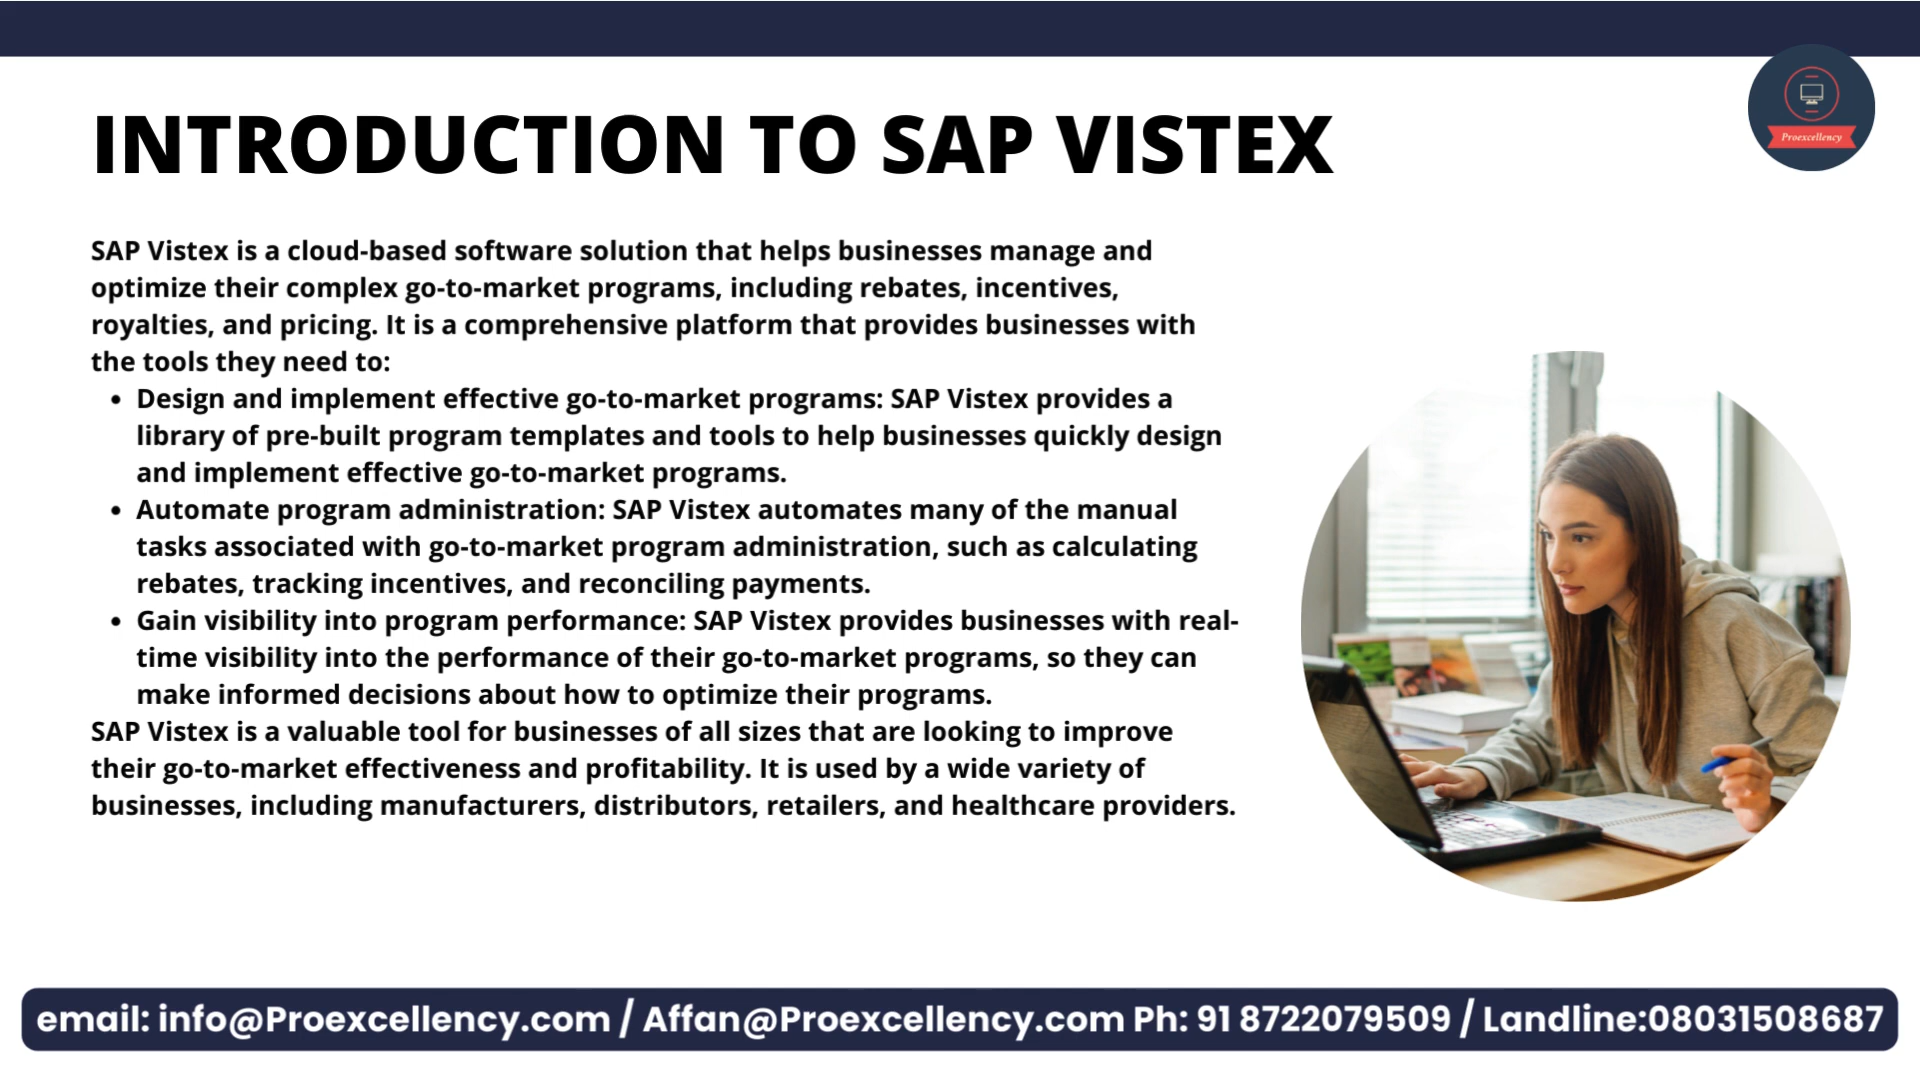 Proexcellency
INTRODUCTION TO SAP VISTEX
SAP Vistex is a cloud-based software solution that helps businesses manage and
optimize their complex go-to-market programs, including rebates, incentives,
royalties, and pricing. It is a comprehensive platform that provides businesses with
the tools they need to:
• Design and implement effective go-to-market programs: SAP Vistex provides a
library of pre-built program templates and tools to help businesses quickly design
and implement effective go-to-market programs.
• Automate program administration: SAP Vistex automates many of the manual
tasks associated with go-to-market program administration, such as calculating
rebates, tracking incentives, and reconciling payments.
• Gain visibility into program performance: SAP Vistex provides businesses with real-
time visibility into the performance of their go-to-market programs, so they can
make informed decisions about how to optimize their programs.
SAP Vistex is a valuable tool for businesses of all sizes that are looking to improve
their go-to-market effectiveness and profitability. It is used by a wide variety of
businesses, including manufacturers, distributors, retailers, and healthcare providers.
email: info@Proexcellency.com / Affan@Proexcellency.com Ph: 91 8722079509 / Landline:08031508687